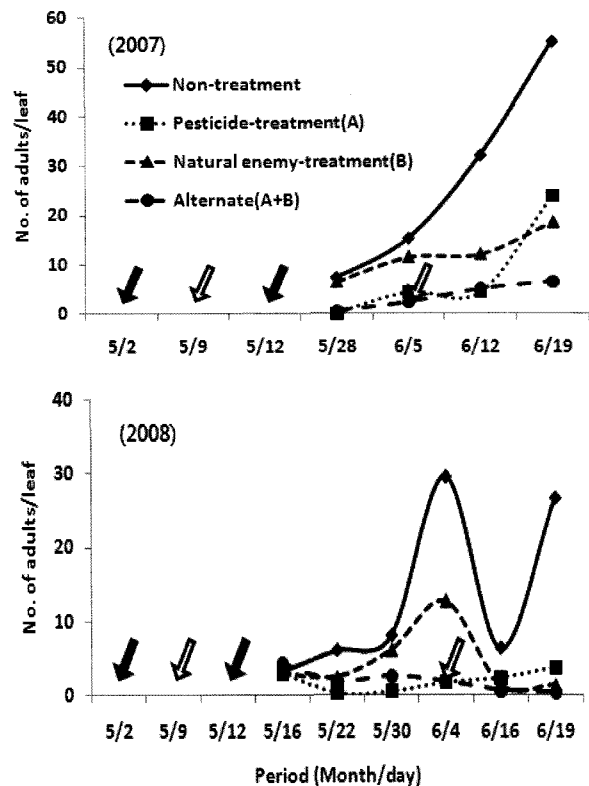 60
(2007)
50
Non-treatment
40
Pesticide-treatment(A)
30
Natural enemy-treatment(B)
20
Alternate(A+B)
10
0
No. of adults/leaf
5/2 5/9 5/12 5/28 6/5 6/12 6/19
40
(2008)
30
20
10
0
No. of adults/leaf
5/2 5/9 5/12 5/16 5/22 5/30 6/4 6/16 6/19
Period (Month/day)